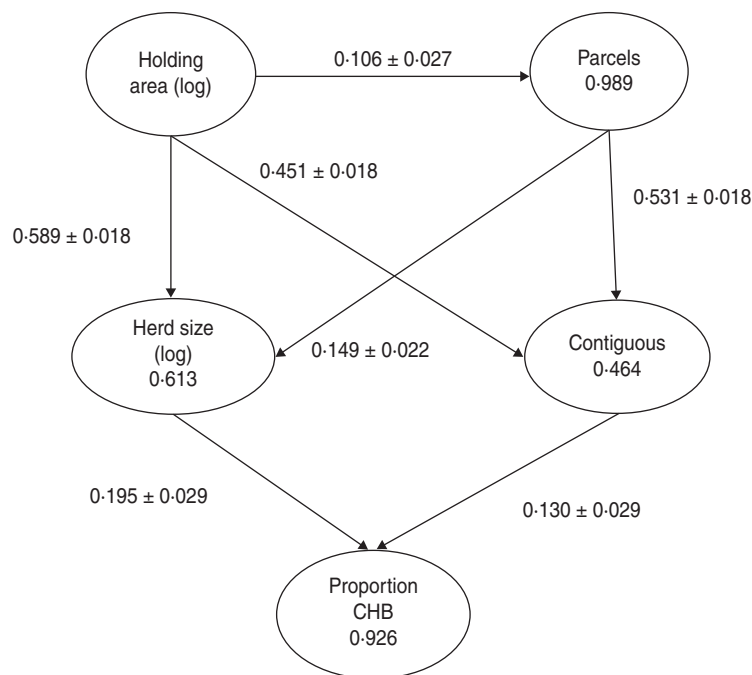 Holding
area (log)
0·106 ± 0·027
Parcels
0·989
0·451 ± 0·018
0·531 ± 0·018
0·589 ± 0·018
Herd size
(log)
0·613
0·149 ± 0·022
Contiguous
0·464
0·195 ± 0·029
0·130 ± 0·029
Proportion
CHB
0·926